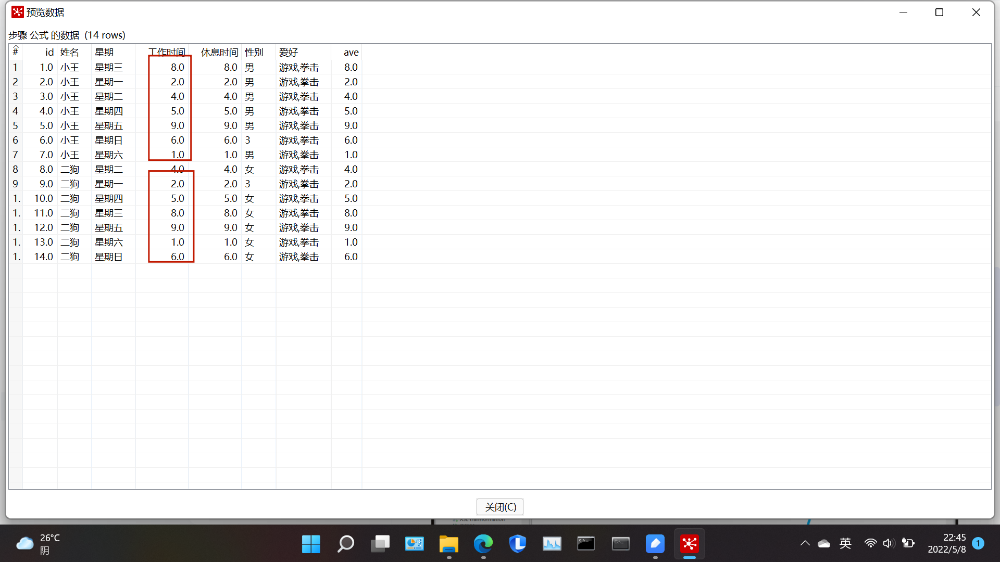 预览数据
步骤 公式 的数据 (14 rows)
# id 姓名 星期 工作时间 休息时间 性别 爱好 ave
1 1.0 小王 星期三 8.0 8.0 男 游戏,拳击 8.0
2 2.0 小王 星期一 2.0 2.0 男 游戏,拳击 2.0
3 3.0 小王 星期二 4.0 4.0 男 游戏,拳击 4.0
4 4.0 小王 星期四 5.0 5.0 男 游戏,拳击 5.0
5 5.0 小王 星期五 9.0 9.0 男 游戏,拳击 9.0
6 6.0 小王 星期日 6.0 6.0 3 游戏,拳击 6.0
7 7.0 小王 星期六 1.0 1.0 男 游戏,拳击 1.0
8 8.0 二狗 星期二 4.0 4.0 女 游戏,拳击 4.0
9 9.0 二狗 星期一 2.0 2.0 3 游戏,拳击 2.0
1. 10.0 二狗 星期四 5.0 5.0 女 游戏,拳击 5.0
1. 11.0 二狗 星期三 8.0 8.0 女 游戏,拳击 8.0
1. 12.0 二狗 星期五 9.0 9.0 女 游戏,拳击 9.0
1. 13.0 二狗 星期六 1.0 1.0 女 游戏,拳击 1.0
1. 14.0 二狗 星期日 6.0 6.0 女 游戏,拳击 6.0
关闭(C)
XSL transformation
26°C
阴
英
22:45
2022/5/8
1